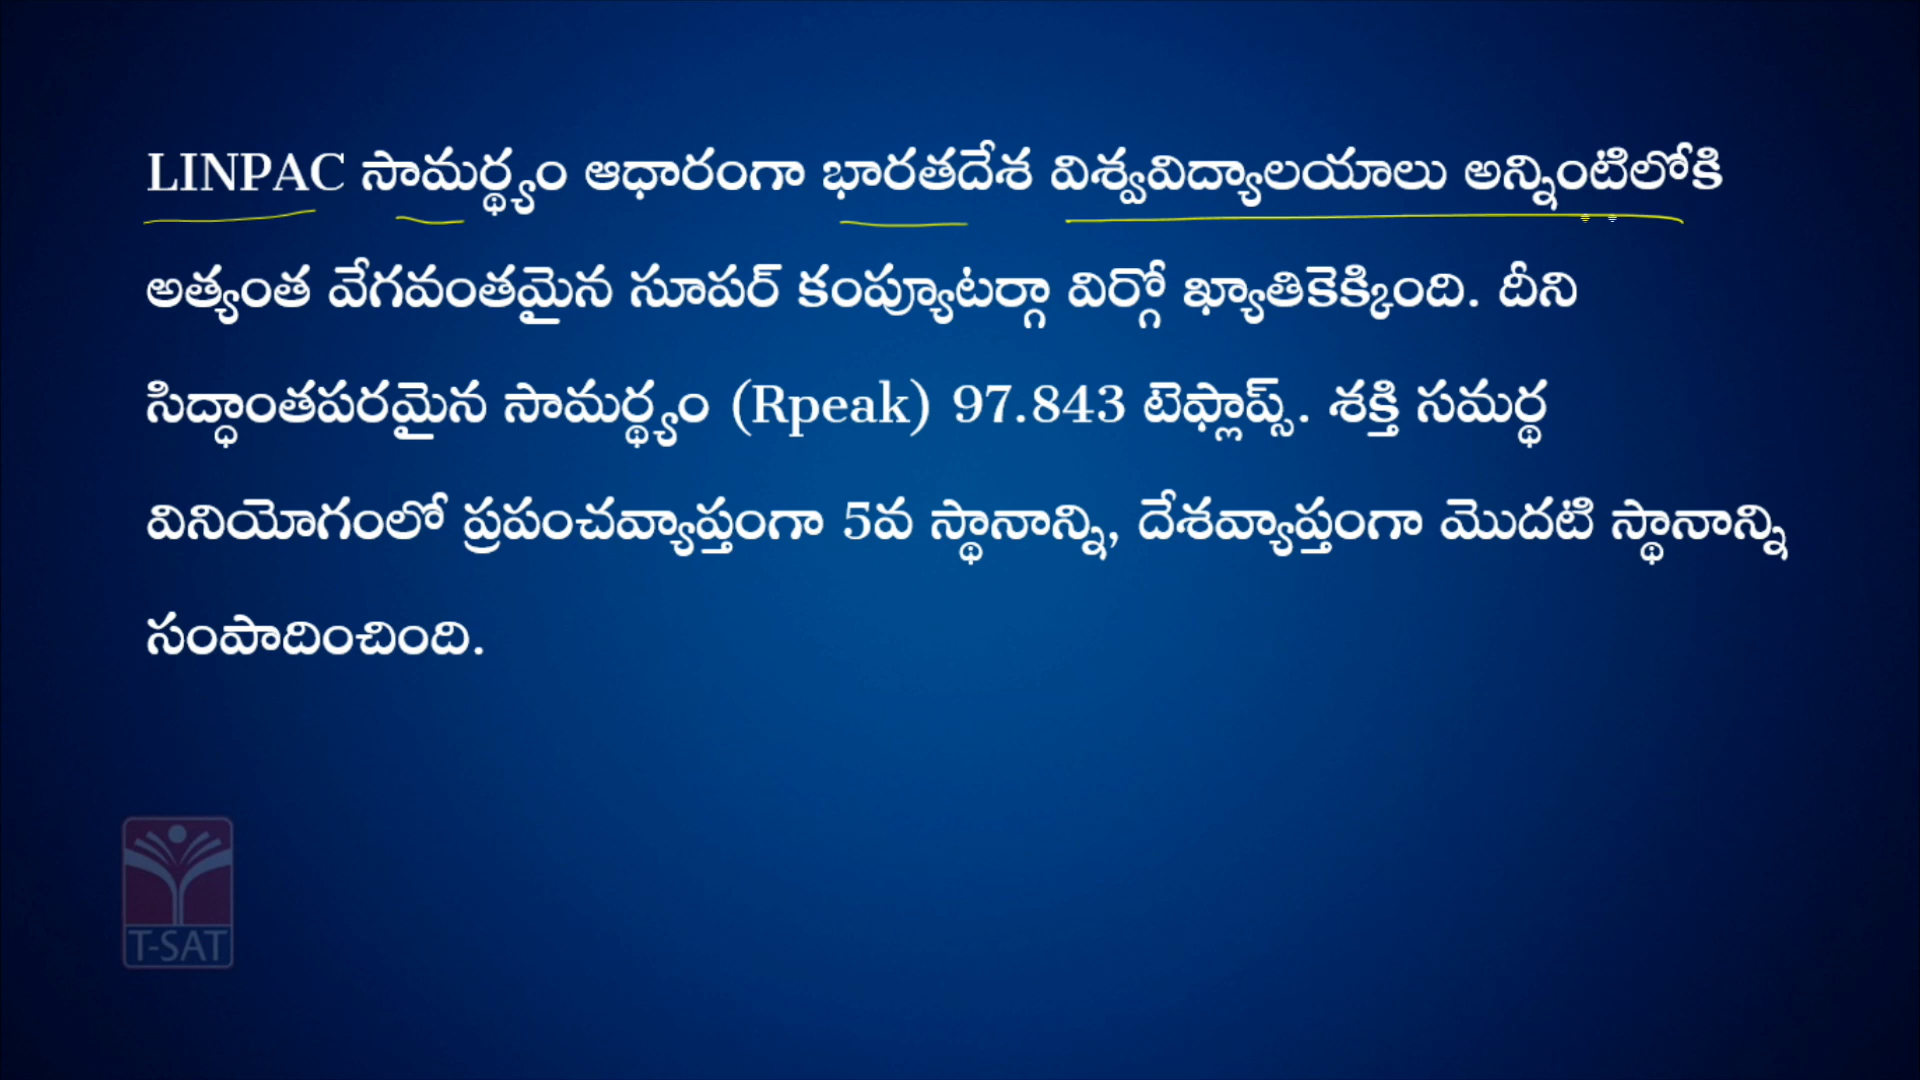 LINPAC సామర్థ్యం ఆధారంగా భారతదేశ విశ్వవిద్యాలయాలు అన్నింటిలోకి
అత్యంత వేగవంతమైన సూపర్ కంప్యూటర్గా విర్గో ఖ్యాతికెక్కింది. దీని
సిద్ధాంతపరమైన సామర్థ్యం (Rpeak) 97.843 టెఫ్లాప్స్. శక్తి సమర్థ
వినియోగంలో ప్రపంచవ్యాప్తంగా 5వ స్థానాన్ని, దేశవ్యాప్తంగా మొదటి స్థానాన్ని
సంపాదించింది.
T-SAT